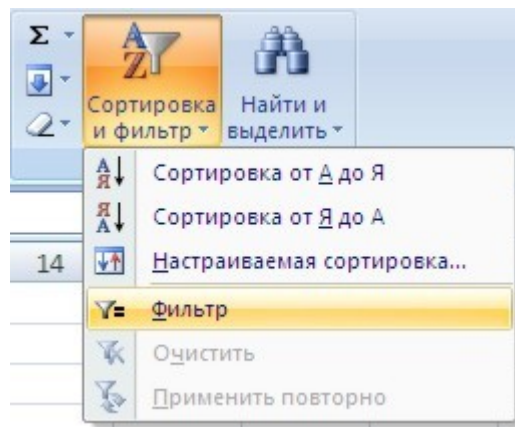 Σ
Сортировка
и фильтр
Найти и
выделить
Сортировка от А до Я
Сортировка от Я до А
14
Настраиваемая сортировка...
Фильтр
Очистить
Применить повторно